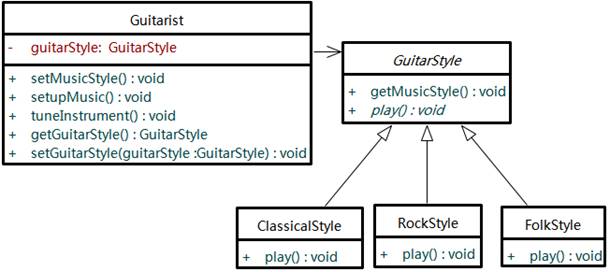 Guitarist
- guitarStyle: GuitarStyle
+ setMusicStyle() : void
+ setupMusic() : void
+ tuneInstrument() : void
+ getGuitarStyle() : GuitarStyle
+ setGuitarStyle(guitarStyle :GuitarStyle) : void
GuitarStyle
+ getMusicStyle() : void
+ play() : void
ClassicalStyle
+ play() : void
RockStyle
+ play() : void
FolkStyle
+ play() : void